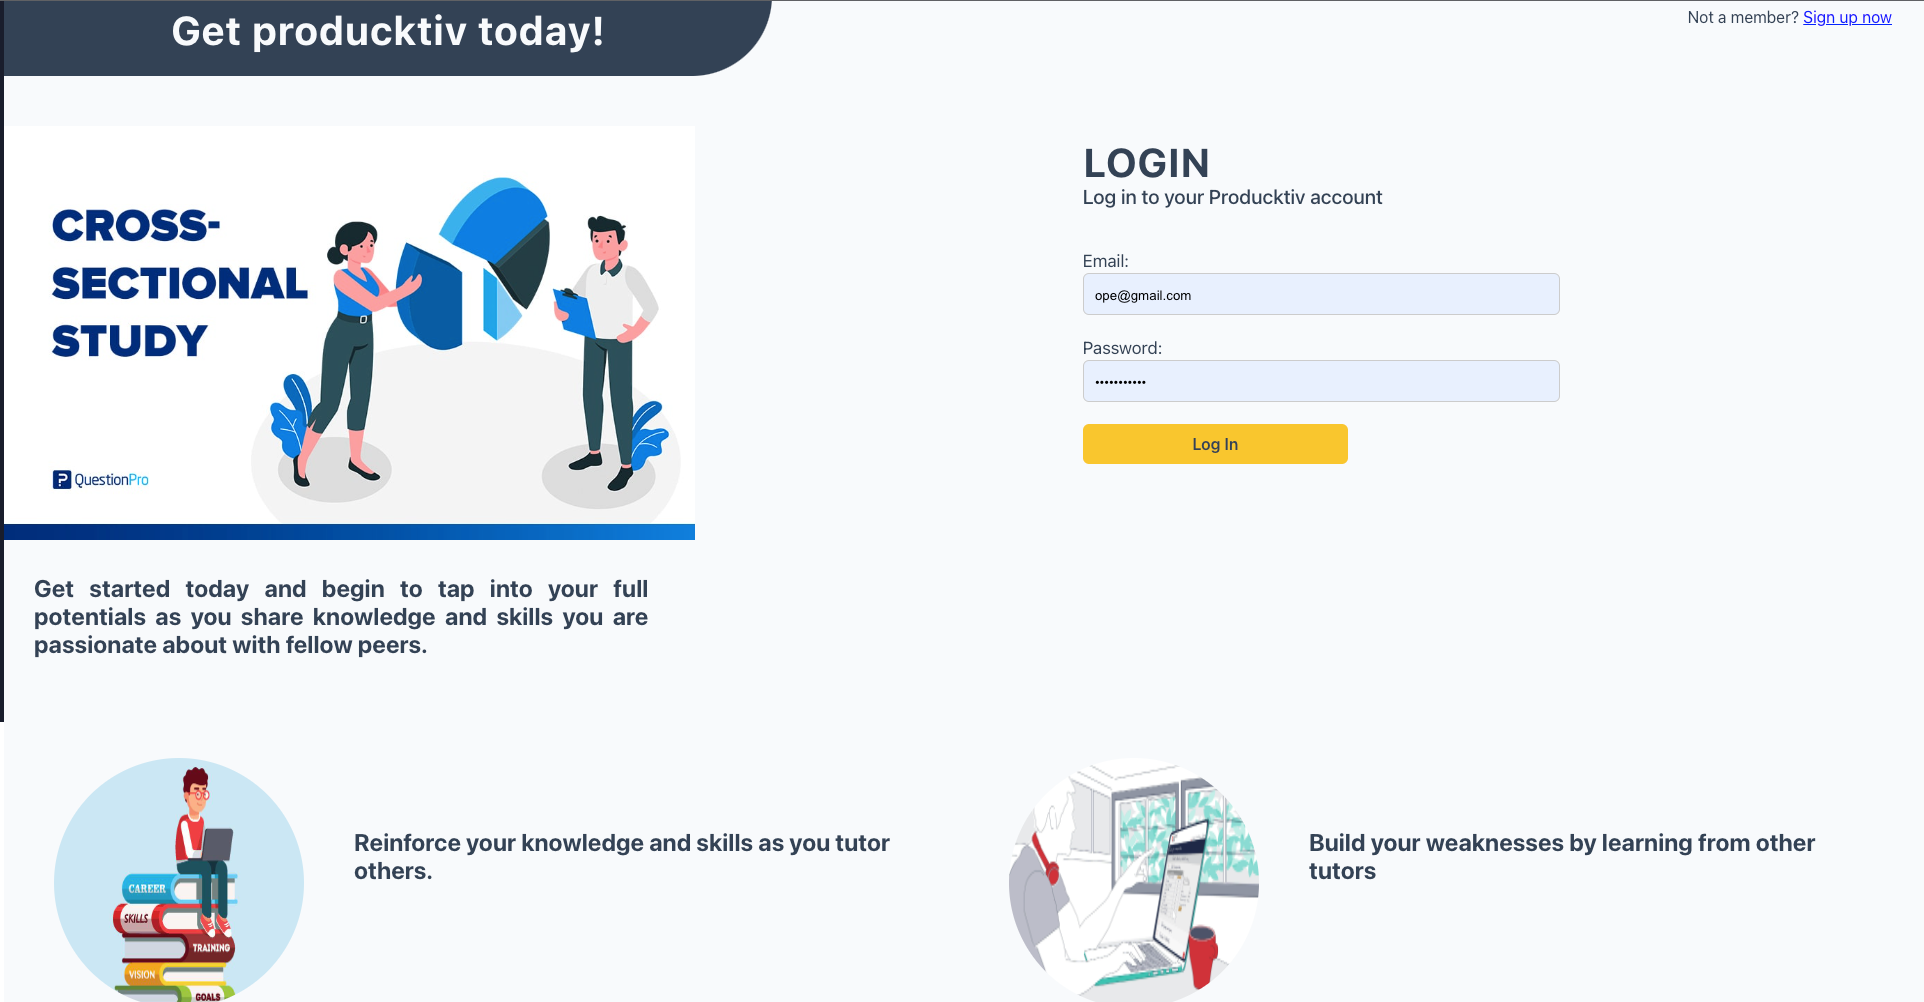 Get producktiv today!
Not a member? Sign up now
CROSS-
SECTIONAL
STUDY
QuestionPro
LOGIN
Log in to your Producktiv account
Email:
ope@gmail.com
Password:
•••••••••••
Log In
Get started today and begin to tap into your full
potentials as you share knowledge and skills you are
passionate about with fellow peers.
CAREER
SKILLS
TRAINING
VISION
GOALS
Reinforce your knowledge and skills as you tutor
others.
Build your weaknesses by learning from other
tutors